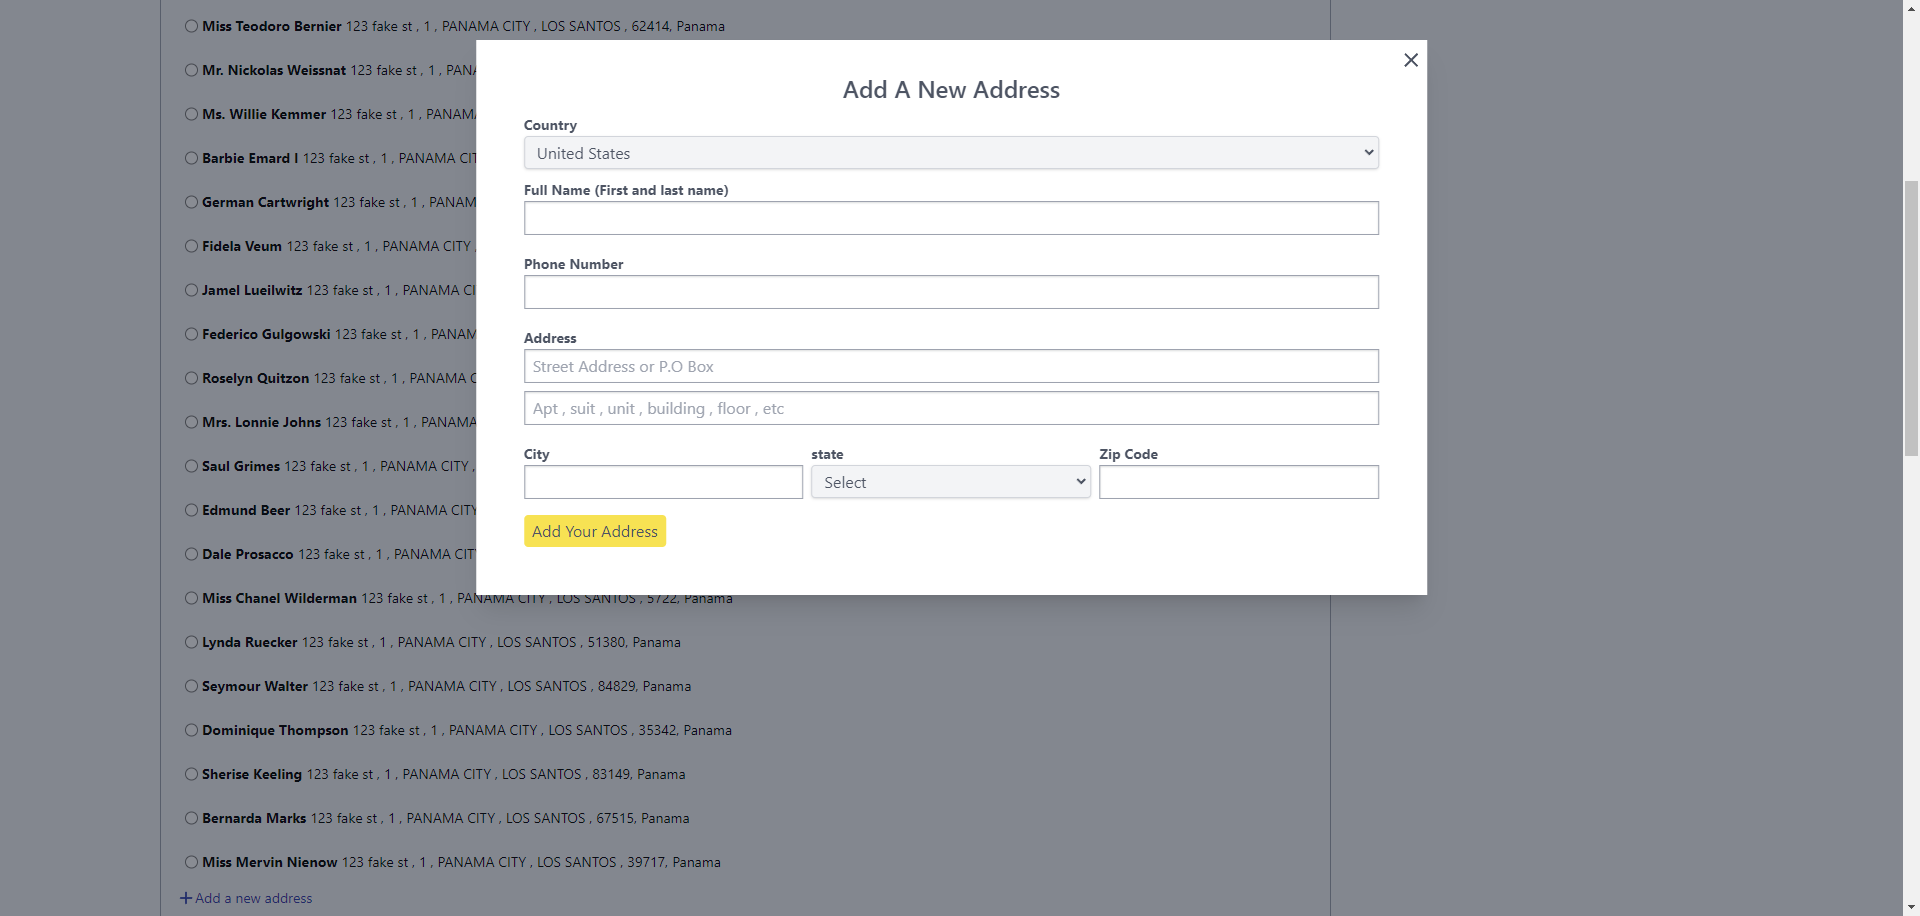 Miss Teodoro Bernier 123 fake st , 1 , PANAMA CITY , LOS SANTOS , 62414, Panama
Mr. Nickolas Weissnat 123 fake st , 1 , PANA
Ms. Willie Kemmer 123 fake st , 1 , PANAM
Barbie Emard I 123 fake st , 1 , PANAMA CIT
German Cartwright 123 fake st , 1 , PANAM
Fidela Veum 123 fake st , 1 , PANAMA CITY ,
Jamel Lueilwitz 123 fake st , 1 , PANAMA CI
Federico Gulgowski 123 fake st , 1 , PANAM
Roselyn Quitzon 123 fake st , 1 , PANAMA C
Mrs. Lonnie Johns 123 fake st , 1 , PANAMA
Saul Grimes 123 fake st , 1 , PANAMA CITY ,
Edmund Beer 123 fake st , 1 , PANAMA CITY
Dale Prosacco 123 fake st , 1 , PANAMA CIT
Miss Chanel Wilderman 123 fake st , 1 , PANAMA CITY , LOS SANTOS , 5722, Panama
Lynda Ruecker 123 fake st , 1 , PANAMA CITY , LOS SANTOS , 51380, Panama
Seymour Walter 123 fake st , 1 , PANAMA CITY , LOS SANTOS , 84829, Panama
Dominique Thompson 123 fake st , 1 , PANAMA CITY , LOS SANTOS , 35342, Panama
Sherise Keeling 123 fake st , 1 , PANAMA CITY , LOS SANTOS , 83149, Panama
Bernarda Marks 123 fake st , 1 , PANAMA CITY , LOS SANTOS , 67515, Panama
Miss Mervin Nienow 123 fake st , 1 , PANAMA CITY , LOS SANTOS , 39717, Panama
Add a new address
Add A New Address
Country
United States
Full Name (First and last name)
Phone Number
Address
Street Address or P.O Box
Apt , suit , unit , building , floor , etc
City state Zip Code
Select
Add Your Address